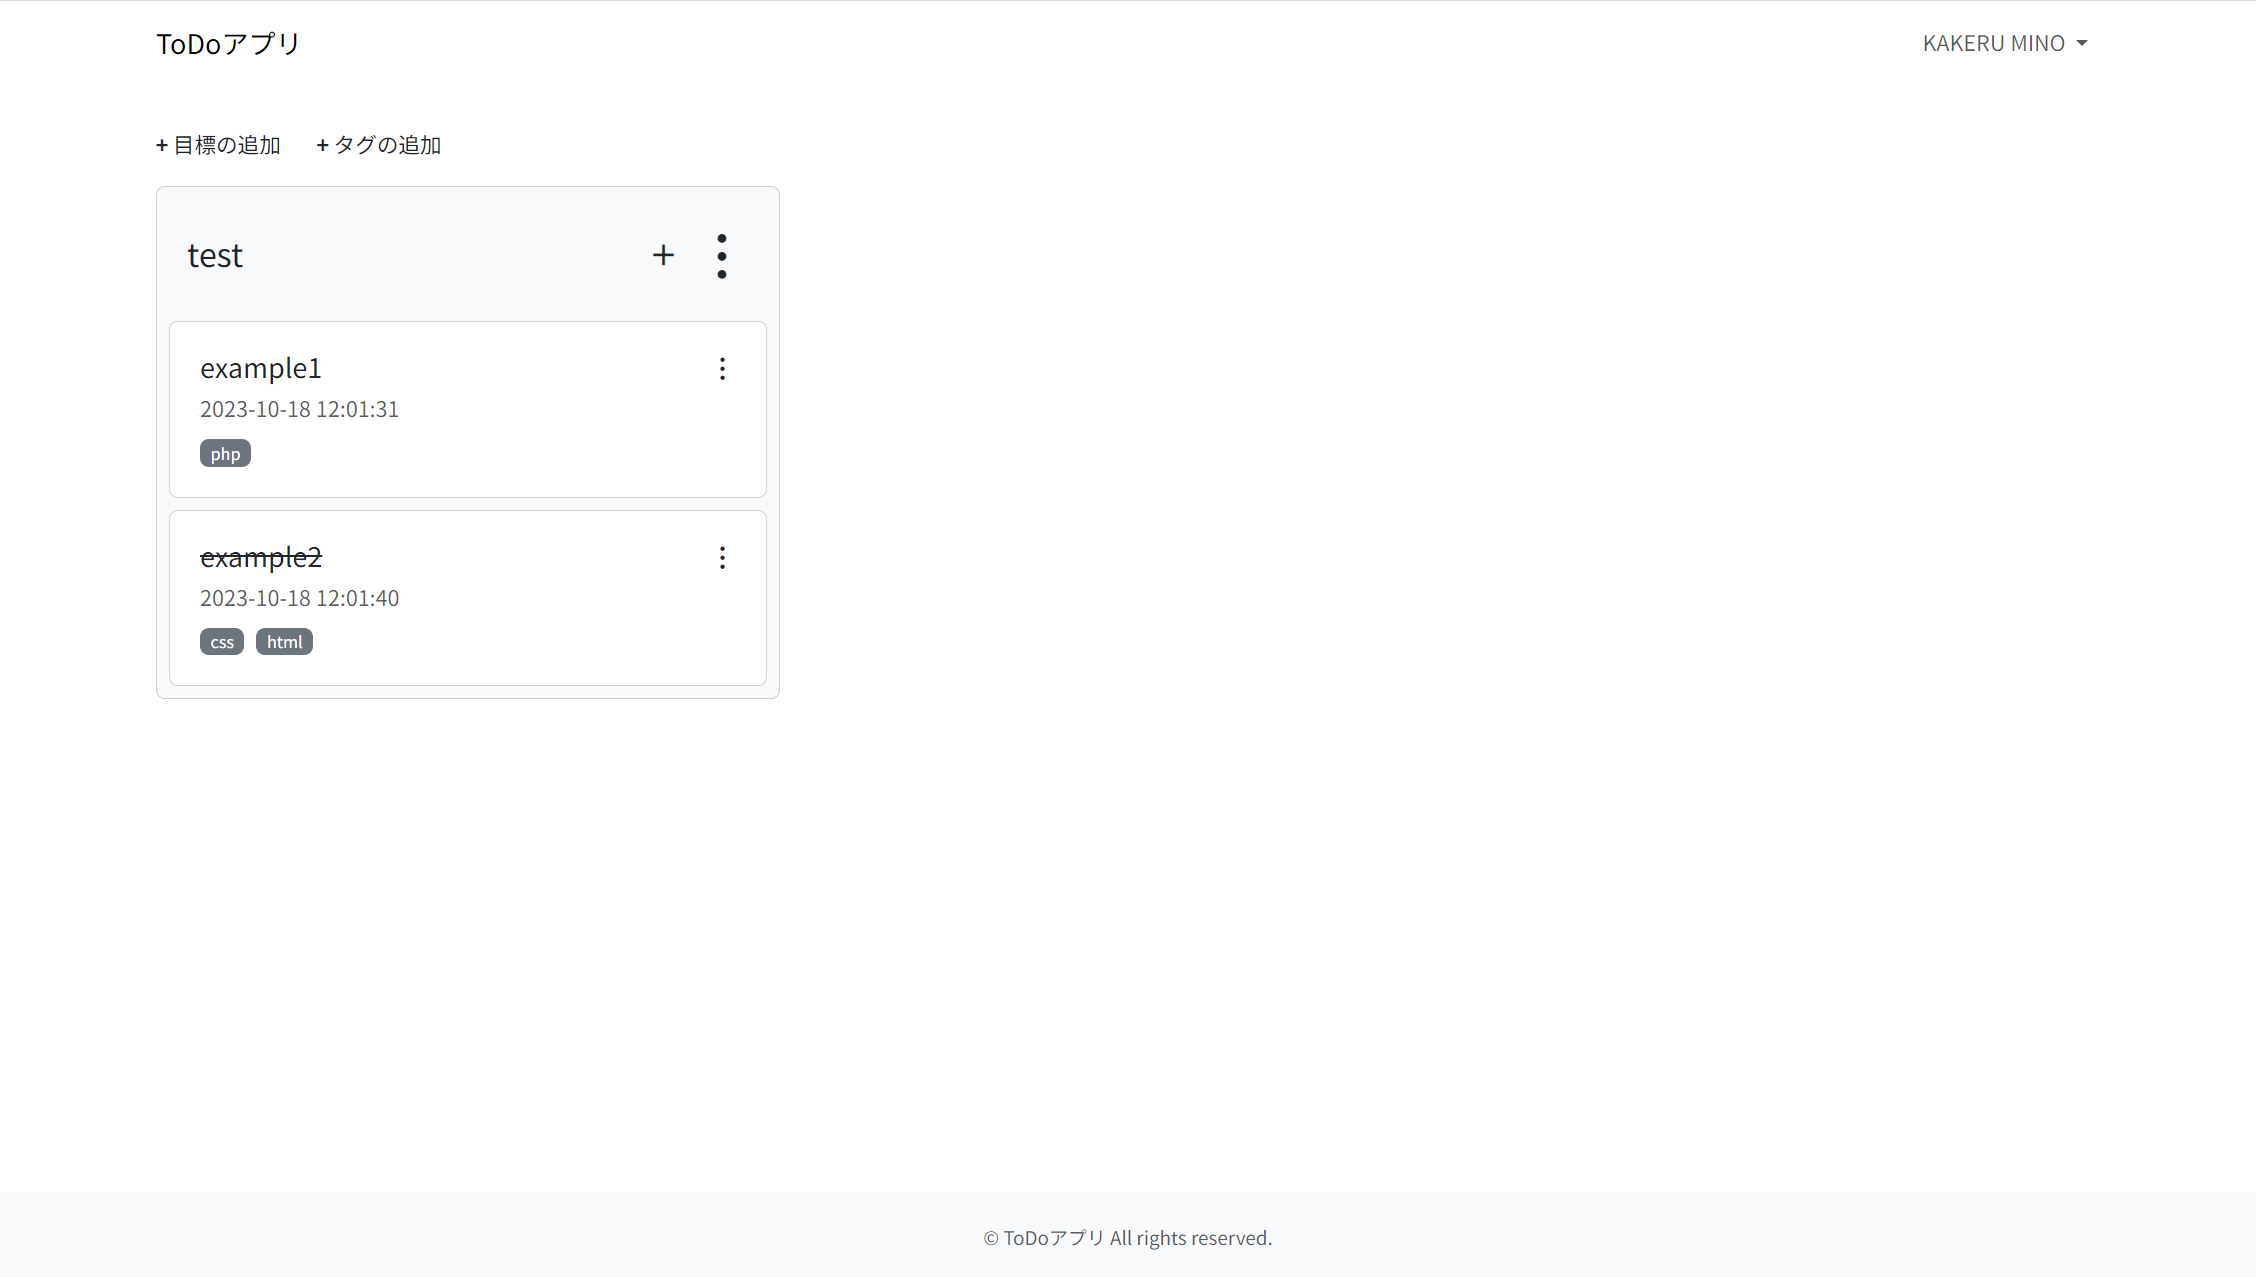 ToDoアプリ
KAKERU MINO
+ 目標の追加
+ タグの追加
test
example1
2023-10-18 12:01:31
php
example2
2023-10-18 12:01:40
css html
© ToDoアプリ All rights reserved.